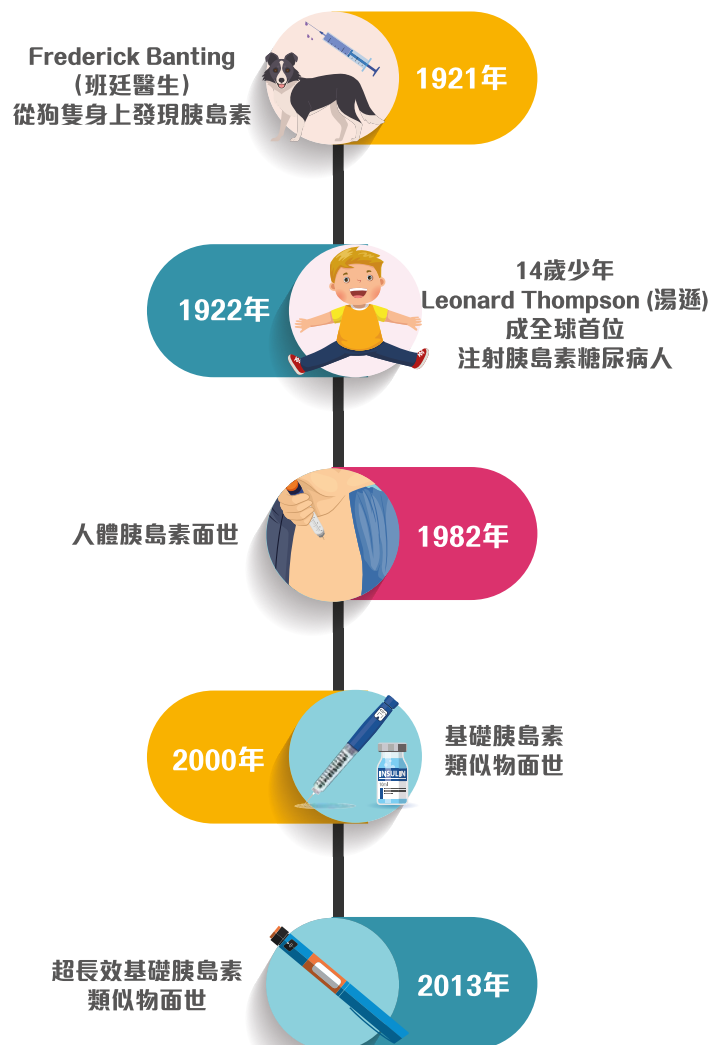 Frederick Banting
（班廷醫生）
從狗隻身上發現胰島素
1921年
1922年
14歲少年
Leonard Thompson (湯遜)
成全球首位
注射胰島素糖尿病人
人體胰島素面世
1982年
2000年
INSULIN
基礎胰島素
類似物面世
超長效基礎胰島素
類似物面世
2013年